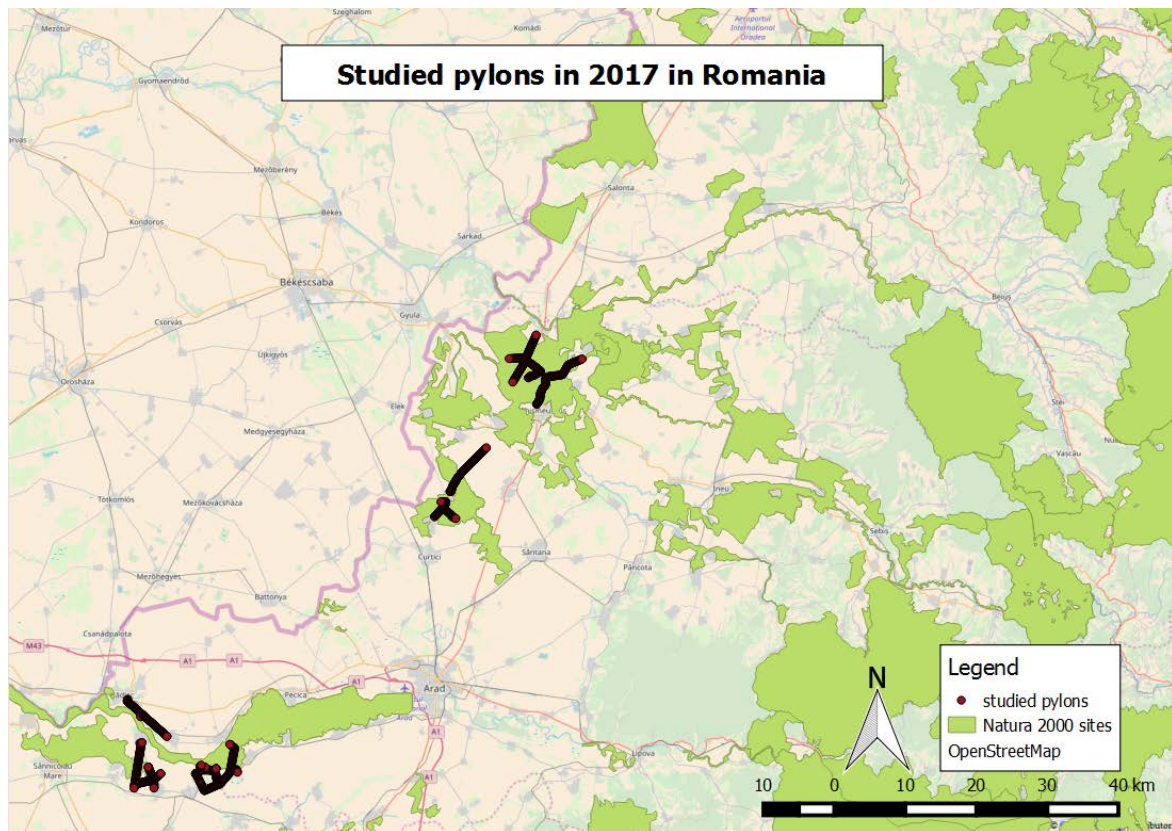 Szeghalom
Komádi
Mezőtúr
Aeroportul
International
Oradea
Studied pylons in 2017 in Romania
Gyomaendrőd
Mezőberény
Salonta
Békés
Kondoros
Sarkad
Békéscsaba
Beiuș
Gyula
Csorvás
Újkígyós
Orosháza
Elek
Ștei
Medgyesegyháza
Vașcău
Tótkomlós
Mezőkovácsháza
Ineu
Sebiș
Curtici
Sântana
Pâncota
Mezőhegyes
Battonya
Csanádpalota
M43
A1
A1
Pecica
A1
Arad
Arad
A1
Lipova
A1
Sânnicolau
Mare
Legend
studied pylons
Natura 2000 sites
OpenStreetMap
N
10 0 10 20 30 40 km